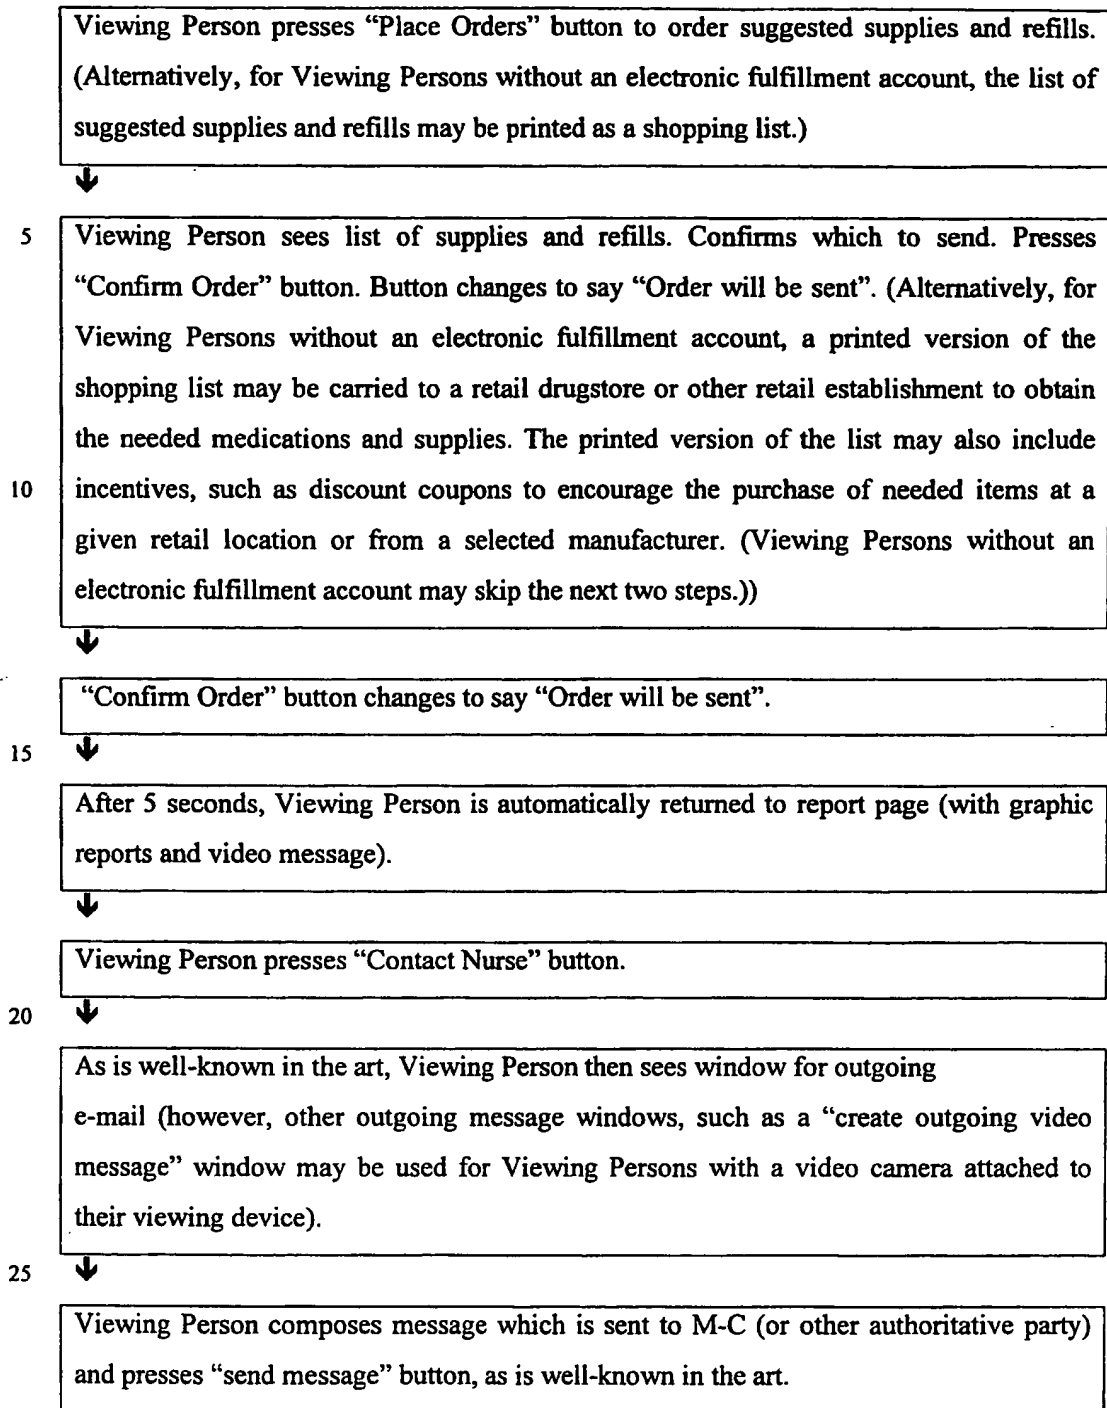 Viewing Person presses “Place Orders” button to order suggested supplies and refills.
(Alternatively, for Viewing Persons without an electronic fulfillment account, the list of
suggested supplies and refills may be printed as a shopping list.)
↓
5 Viewing Person sees list of supplies and refills. Confirms which to send. Presses
“Confirm Order” button. Button changes to say “Order will be sent”. (Alternatively, for
Viewing Persons without an electronic fulfillment account, a printed version of the
shopping list may be carried to a retail drugstore or other retail establishment to obtain
the needed medications and supplies. The printed version of the list may also include
10 incentives, such as discount coupons to encourage the purchase of needed items at a
given retail location or from a selected manufacturer. (Viewing Persons without an
electronic fulfillment account may skip the next two steps.))
↓
“Confirm Order” button changes to say “Order will be sent”.
15 ↓
After 5 seconds, Viewing Person is automatically returned to report page (with graphic
reports and video message).
↓
Viewing Person presses “Contact Nurse” button.
20 ↓
As is well-known in the art, Viewing Person then sees window for outgoing
e-mail (however, other outgoing message windows, such as a “create outgoing video
message” window may be used for Viewing Persons with a video camera attached to
their viewing device).
25 ↓
Viewing Person composes message which is sent to M-C (or other authoritative party)
and presses “send message” button, as is well-known in the art.